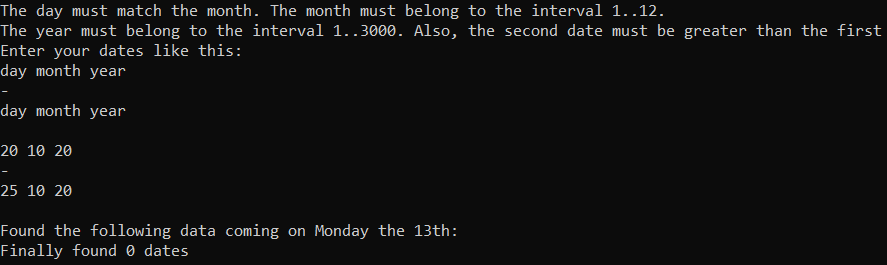 The day must match the month. The month must belong to the interval 1..12.
The year must belong to the interval 1..3000. Also, the second date must be greater than the first
Enter your dates like this:
day month year
-
day month year
20 10 20
-
25 10 20
Found the following data coming on Monday the 13th:
Finally found 0 dates